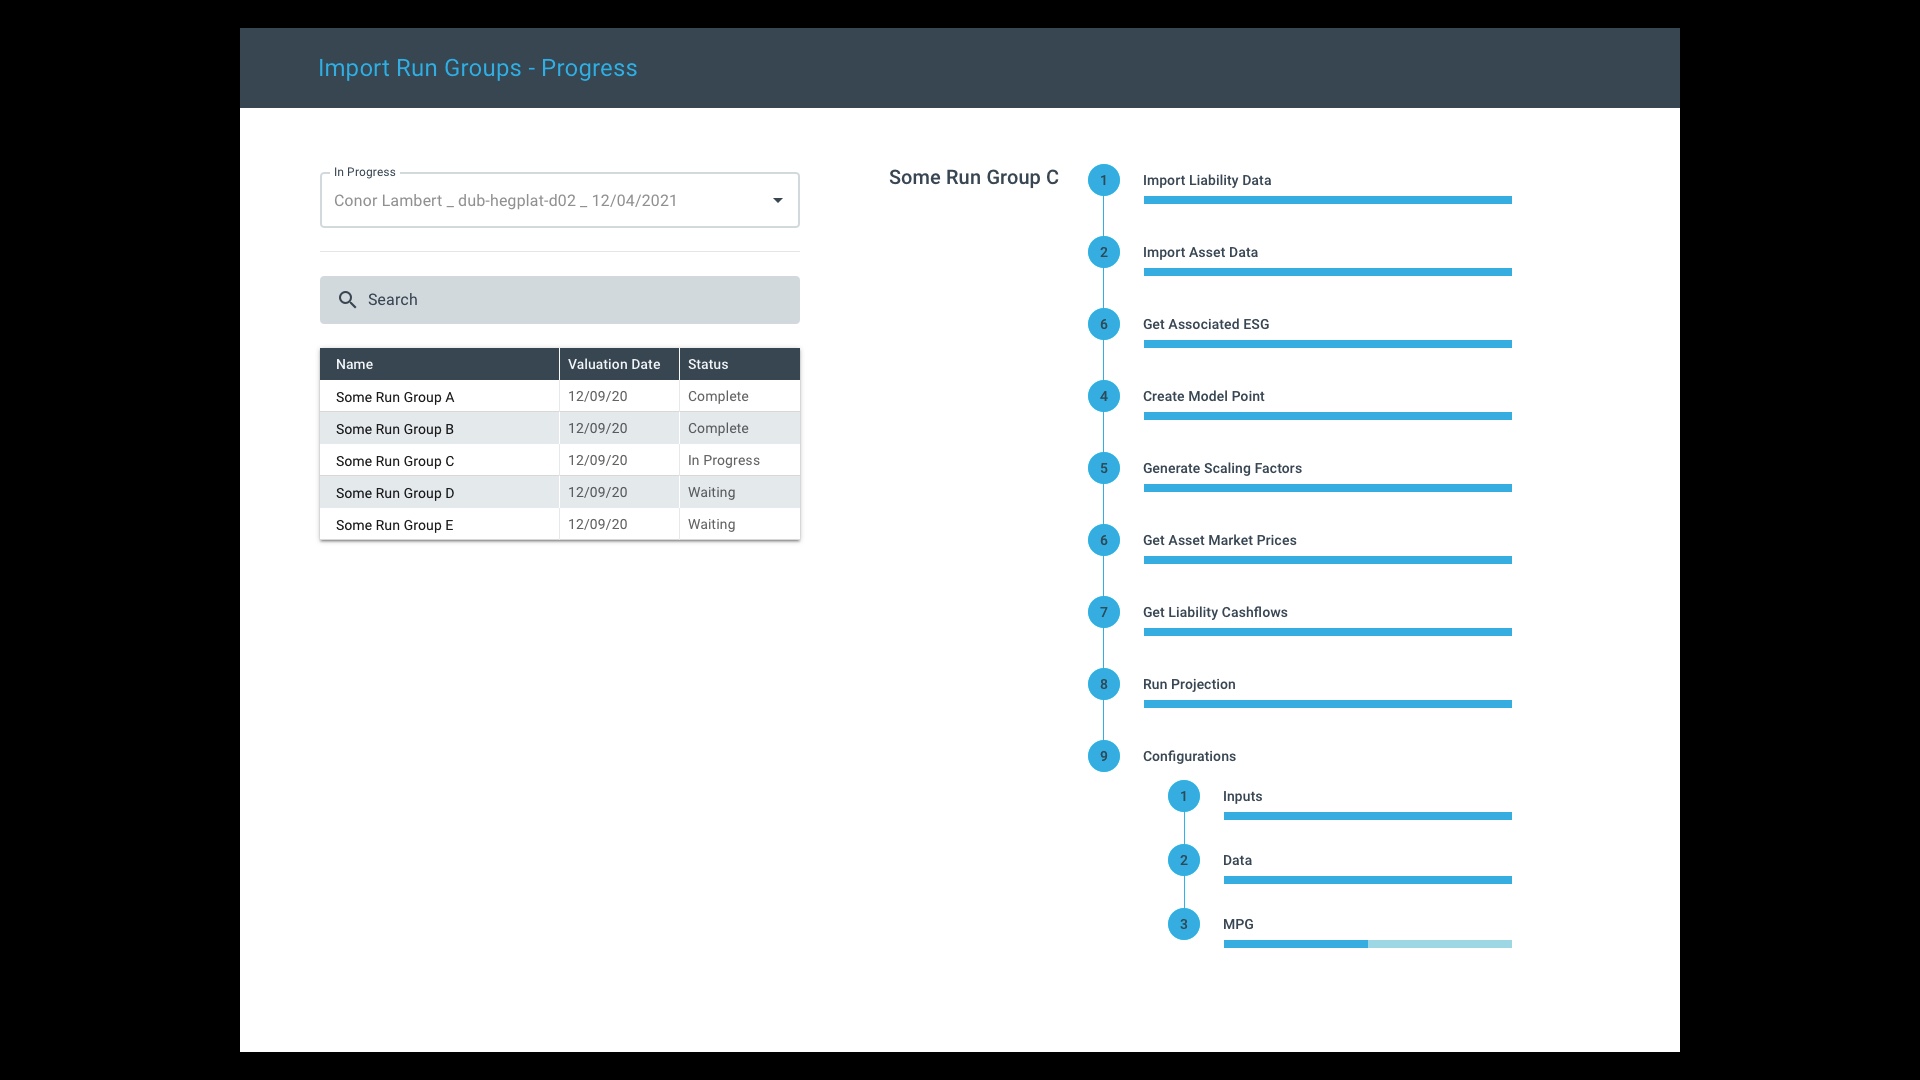 Import Run Groups - Progress
In Progress
Conor Lambert _ dub-hegplat-d02 _ 12/04/2021
Search
Name Valuation Date Status
Some Run Group A 12/09/20 Complete
Some Run Group B 12/09/20 Complete
Some Run Group C 12/09/20 In Progress
Some Run Group D 12/09/20 Waiting
Some Run Group E 12/09/20 Waiting
Some Run Group C
1 Import Liability Data
2 Import Asset Data
6 Get Associated ESG
4 Create Model Point
5 Generate Scaling Factors
6 Get Asset Market Prices
7 Get Liability Cashflows
8 Run Projection
9 Configurations
1 Inputs
2 Data
3 MPG